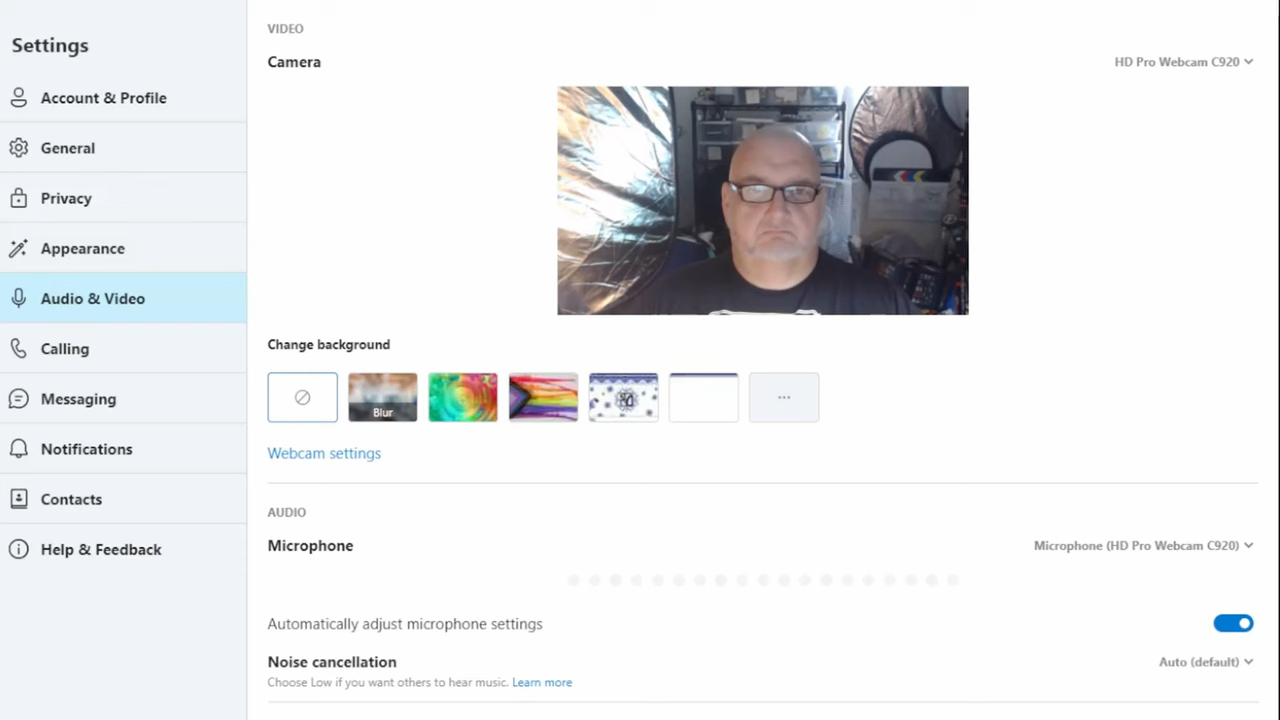 Settings
Account & Profile
General
Privacy
Appearance
Audio & Video
Calling
Messaging
Notifications
Contacts
Help & Feedback
VIDEO
Camera
HD Pro Webcam C920
Change background
Blur
Webcam settings
AUDIO
Microphone
Microphone (HD Pro Webcam C920)
Automatically adjust microphone settings
Noise cancellation
Auto (default)
Choose Low if you want others to hear music. Learn more